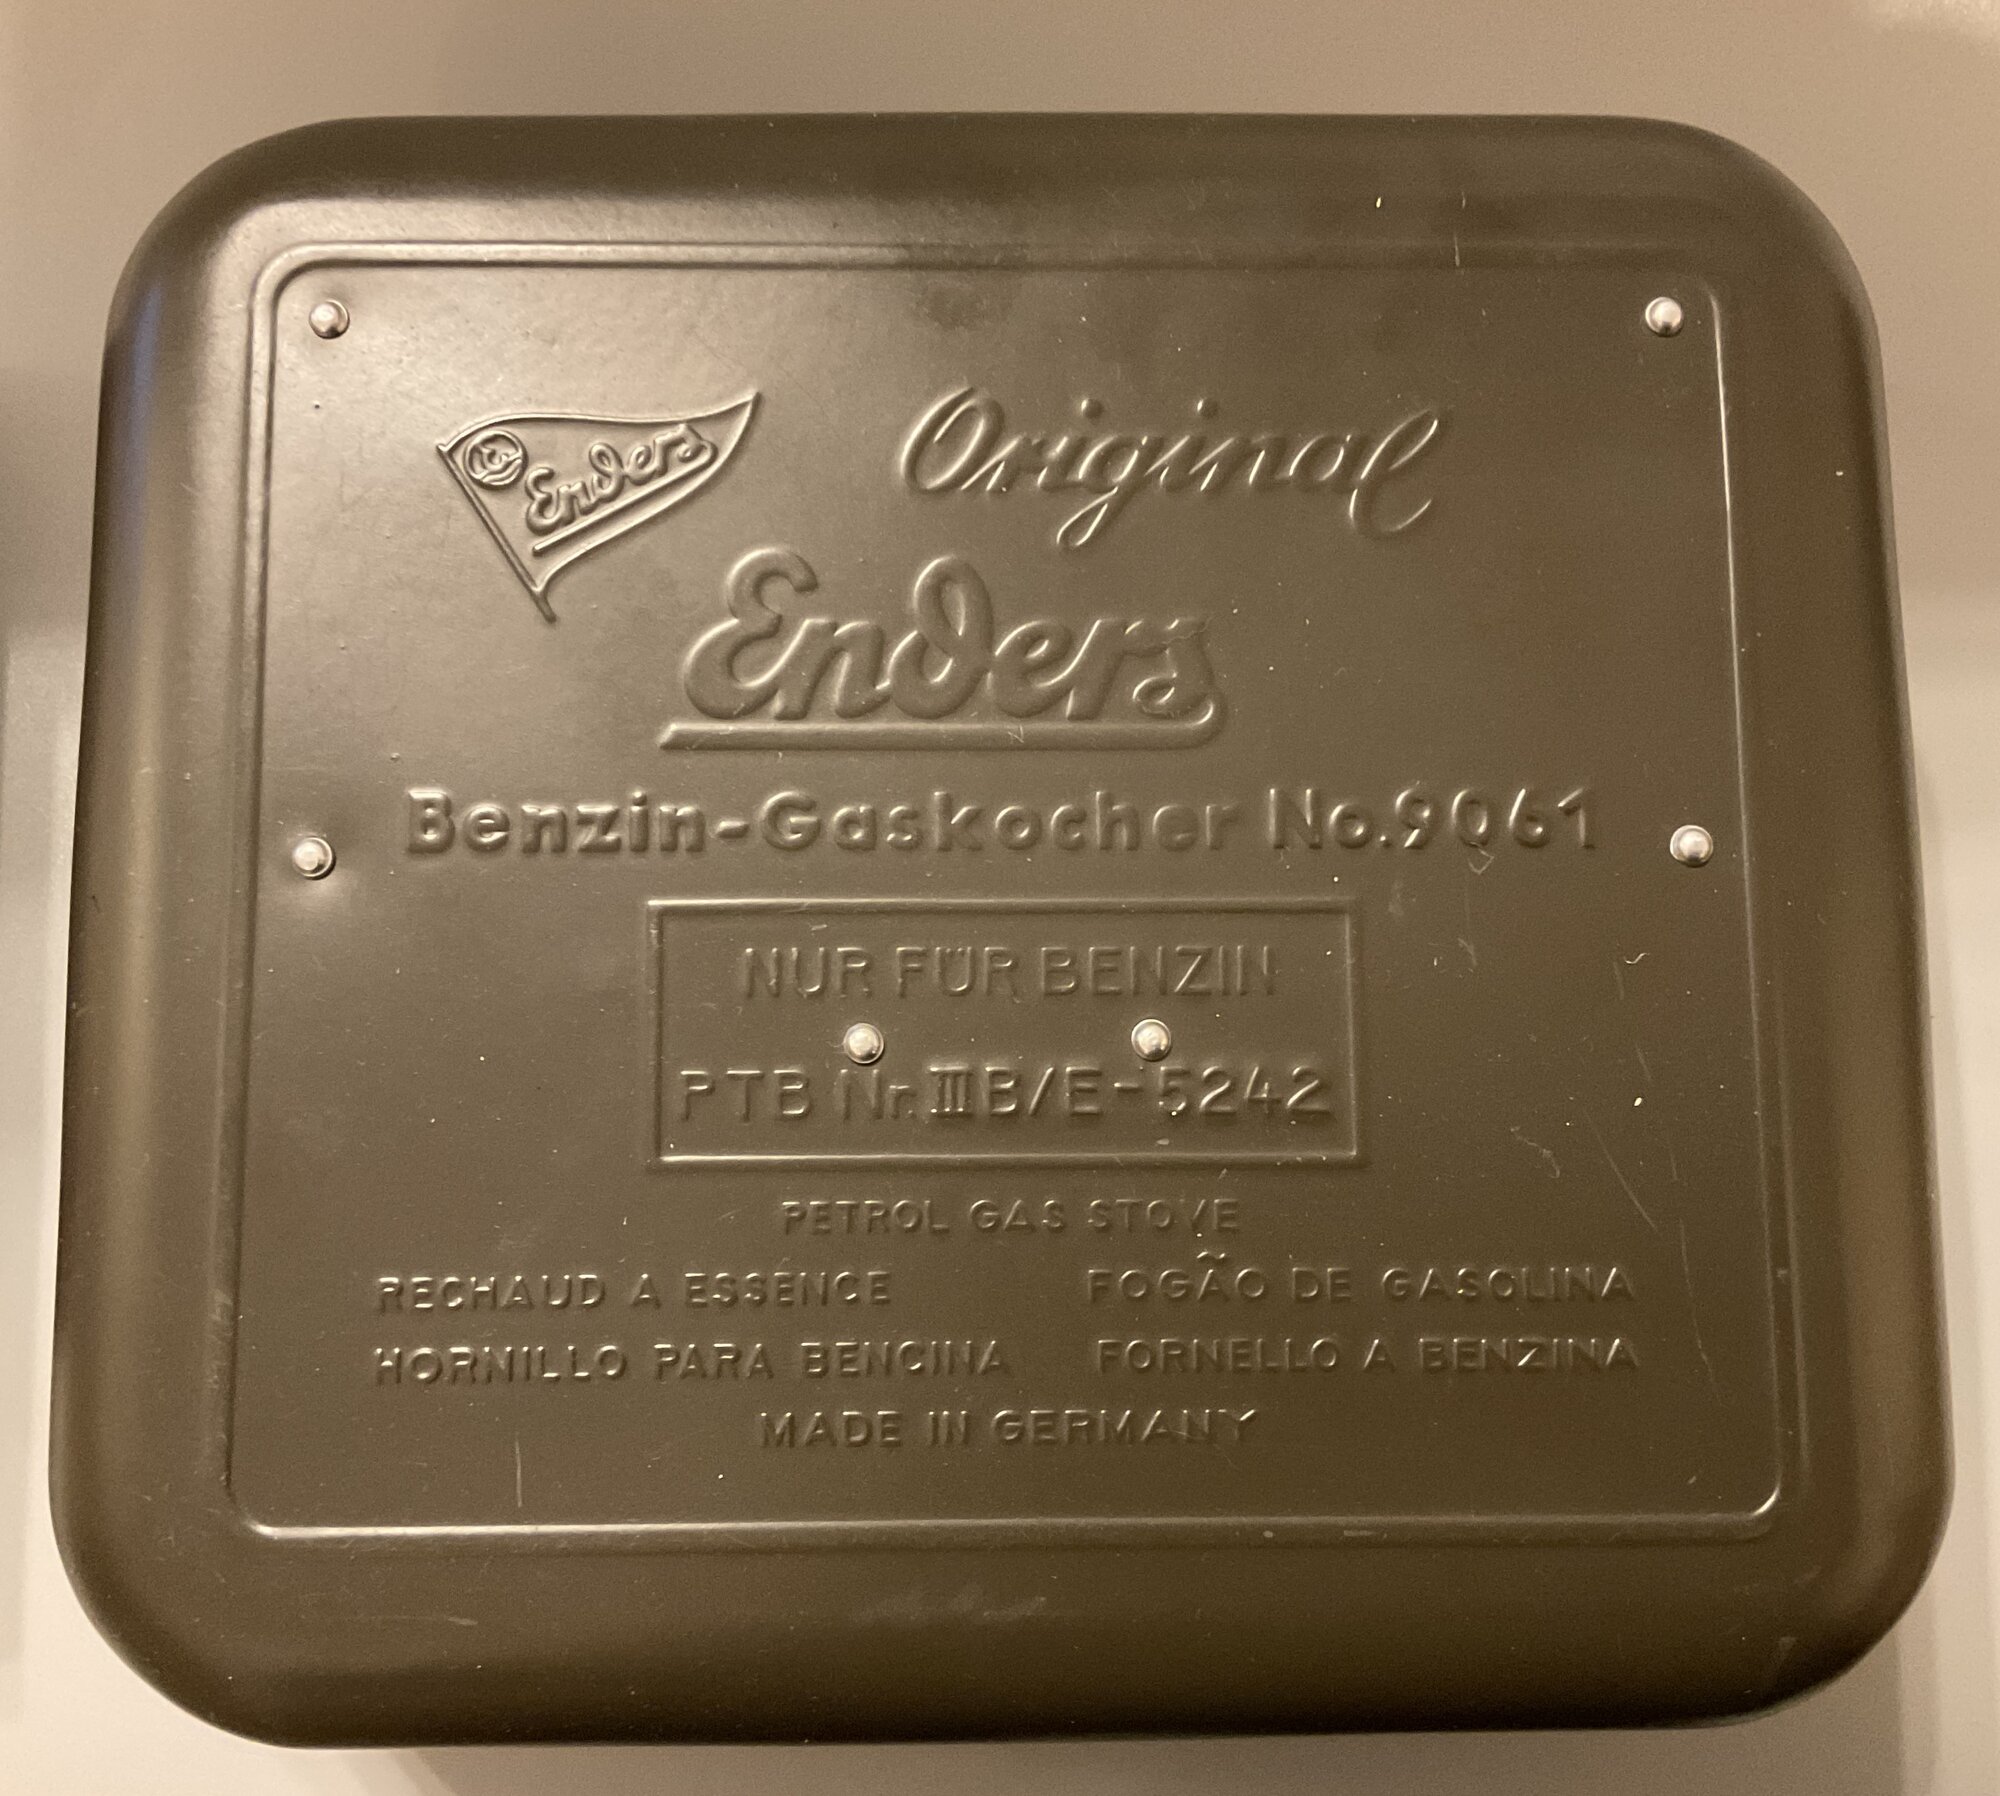 Enders
Original
Enders
Benzin-Gaskocher No.9061
NUR FÜR BENZIN
PTB Nr. III B/E-5242
PETROL GAS STOVE
RECHAUD A ESSENCE
FOGÃO DE GASOLINA
HORNILLO PARA BENCINA
FORNELLO A BENZINA
MADE IN GERMANY